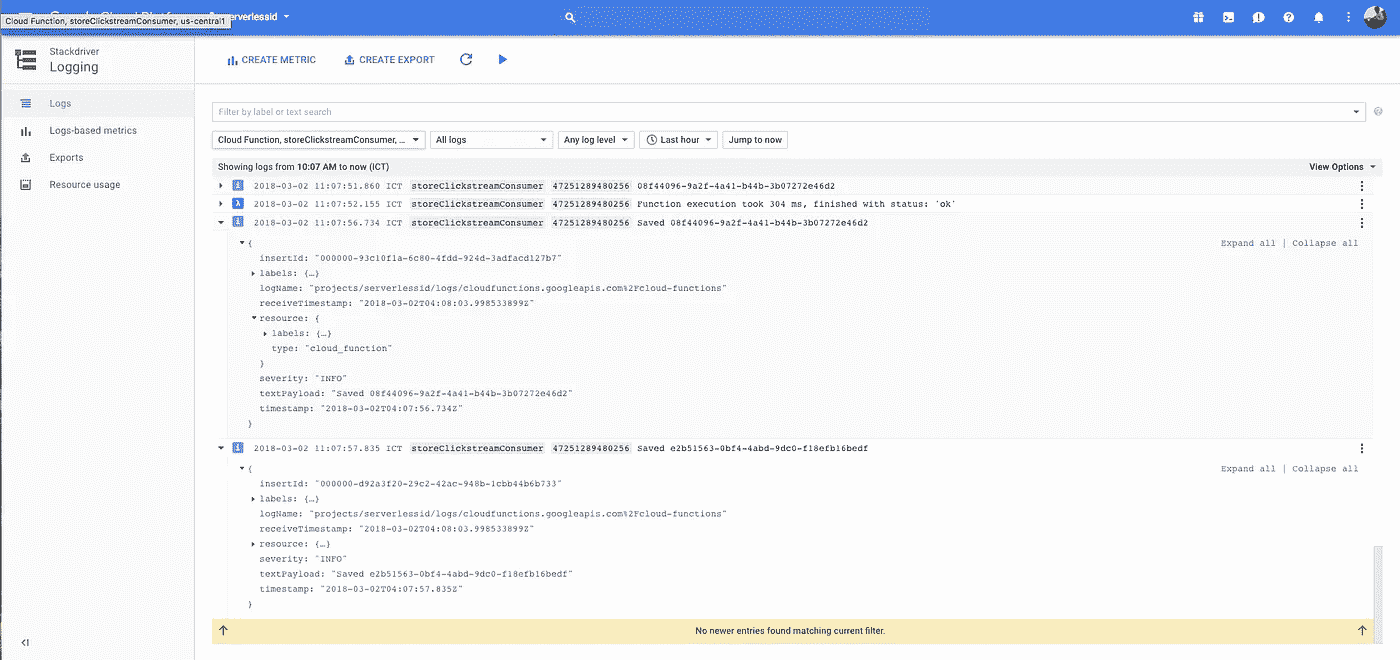 Cloud Function, storeClickstreamConsumer, us-central1
serverlessid
Stackdriver
Logging
CREATE METRIC
CREATE EXPORT
Logs
Logs-based metrics
Exports
Resource usage
Filter by label or text search
Cloud Function, storeClickstreamConsumer, ... All logs Any log level Last hour Jump to now
Showing logs from 10:07 AM to now (ICT) View Options
2018-03-02 11:07:51.860 ICT storeClickstreamConsumer 47251289480256 08f44096-9a2f-4a41-b44b-3b07272e46d2
2018-03-02 11:07:52.155 ICT storeClickstreamConsumer 47251289480256 Function execution took 304 ms, finished with status: 'ok'
2018-03-02 11:07:56.734 ICT storeClickstreamConsumer 47251289480256 Saved 08f44096-9a2f-4a41-b44b-3b07272e46d2
{ Expand all | Collapse all
insertId: "000000-93c10f1a-6c80-4fdd-924d-3adfacd127b7"
labels: {…}
logName: "projects/serverlessid/logs/cloudfunctions.googleapis.com%2Fcloud-functions"
receiveTimestamp: "2018-03-02T04:08:03.998533899Z"
resource: {
labels: {…}
type: "cloud_function"
}
severity: "INFO"
textPayload: "Saved 08f44096-9a2f-4a41-b44b-3b07272e46d2"
timestamp: "2018-03-02T04:07:56.734Z"
}
2018-03-02 11:07:57.835 ICT storeClickstreamConsumer 47251289480256 Saved e2b51563-0bf4-4abd-9dc0-f18efb16bedf
{ Expand all | Collapse all
insertId: "000000-d92a3f20-29c2-42ac-948b-1cbb44b6b733"
labels: {…}
logName: "projects/serverlessid/logs/cloudfunctions.googleapis.com%2Fcloud-functions"
receiveTimestamp: "2018-03-02T04:08:03.998533899Z"
resource: {…}
severity: "INFO"
textPayload: "Saved e2b51563-0bf4-4abd-9dc0-f18efb16bedf"
timestamp: "2018-03-02T04:07:57.835Z"
}
No newer entries found matching current filter.